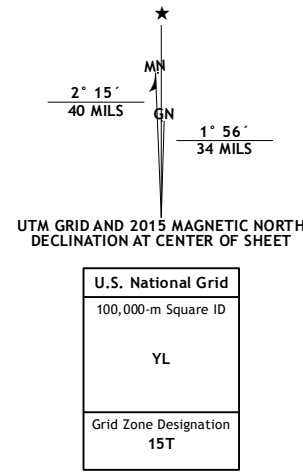 MN
GN
2° 15´
40 MILS
1° 56´
34 MILS
UTM GRID AND 2015 MAGNETIC NORTH
DECLINATION AT CENTER OF SHEET
U.S. National Grid
100,000-m Square ID
YL
Grid Zone Designation
15T